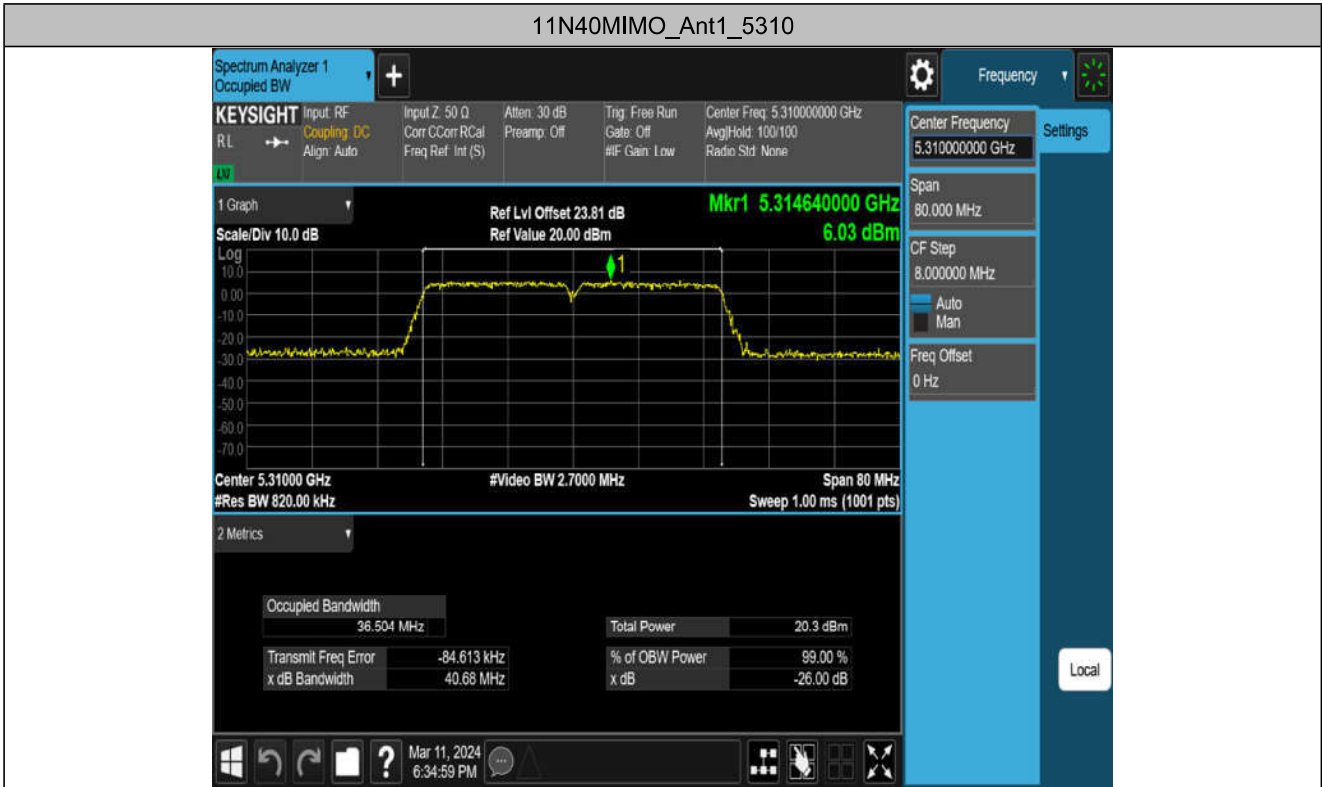 11N40MIMO_Ant1_5310
Spectrum Analyzer 1
Occupied BW
+
Frequency
KEYSIGHT
R L
Input: RF
Coupling: DC
Align: Auto
Input Z: 50 Ω
Corr CCorr RCal
Freq Ref: Int (S)
Atten: 30 dB
Preamp: Off
Trig: Free Run
Gate: Off
#IF Gain: Low
Center Freq: 5.310000000 GHz
Avg|Hold: 100/100
Radio Std: None
1 Graph
Scale/Div 10.0 dB
Ref Lvl Offset 23.81 dB
Ref Value 20.00 dBm
Mkr1 5.314640000 GHz
6.03 dBm
Log
10.0
0.00
-10.0
-20.0
-30.0
-40.0
-50.0
-60.0
-70.0
1
Center 5.31000 GHz
#Video BW 2.7000 MHz
Span 80 MHz
#Res BW 820.00 kHz
Sweep 1.00 ms (1001 pts)
2 Metrics
Occupied Bandwidth
36.504 MHz
Total Power 20.3 dBm
Transmit Freq Error -84.613 kHz
% of OBW Power 99.00 %
x dB Bandwidth 40.68 MHz
x dB -26.00 dB
Center Frequency
5.310000000 GHz
Settings
Span
80.000 MHz
CF Step
8.000000 MHz
Auto
Man
Freq Offset
0 Hz
Local
?
Mar 11, 2024
6:34:59 PM